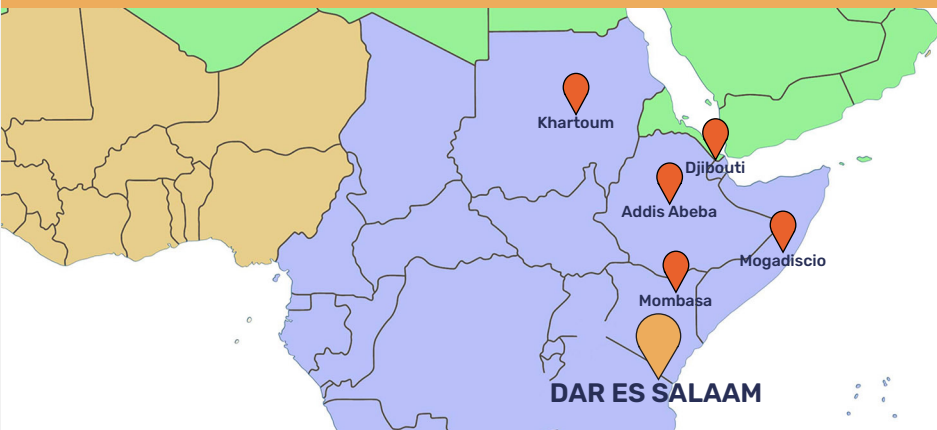 Khartoum
Djibouti
Addis Abeba
Mogadiscio
Mombasa
DAR ES SALAAM